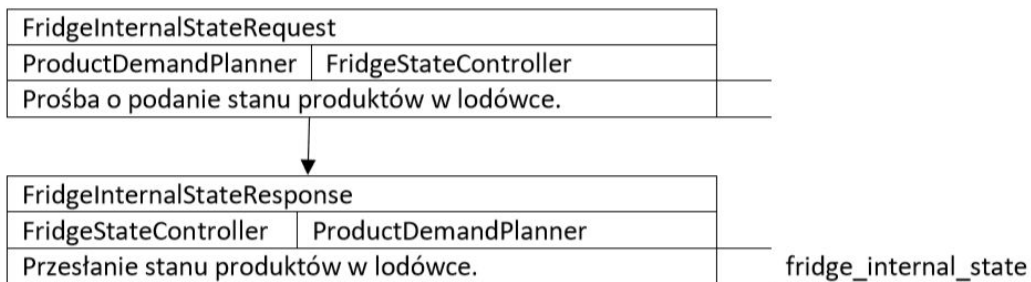 FridgeInternalStateRequest
ProductDemandPlanner FridgeStateController
Prośba o podanie stanu produktów w lodówce.
FridgeInternalStateResponse
FridgeStateController ProductDemandPlanner
Przesłanie stanu produktów w lodówce. fridge_internal_state